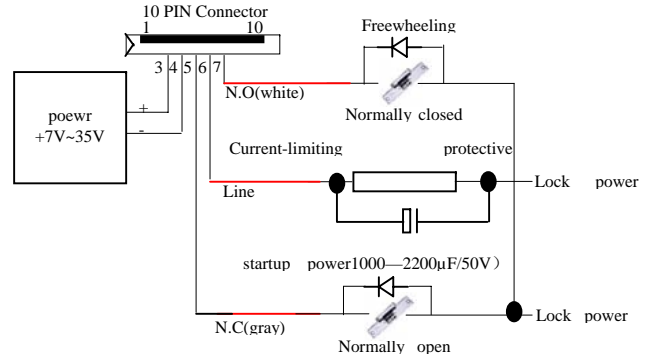 10 PIN Connector
1 10
Freewheeling
3 4 5 6 7
N.O(white)
poewr
+7V~35V
+
-
Normally closed
Current-limiting protective
Line
Lock power
startup power1000—2200µF/50V）
N.C(gray)
Lock power
Normally open